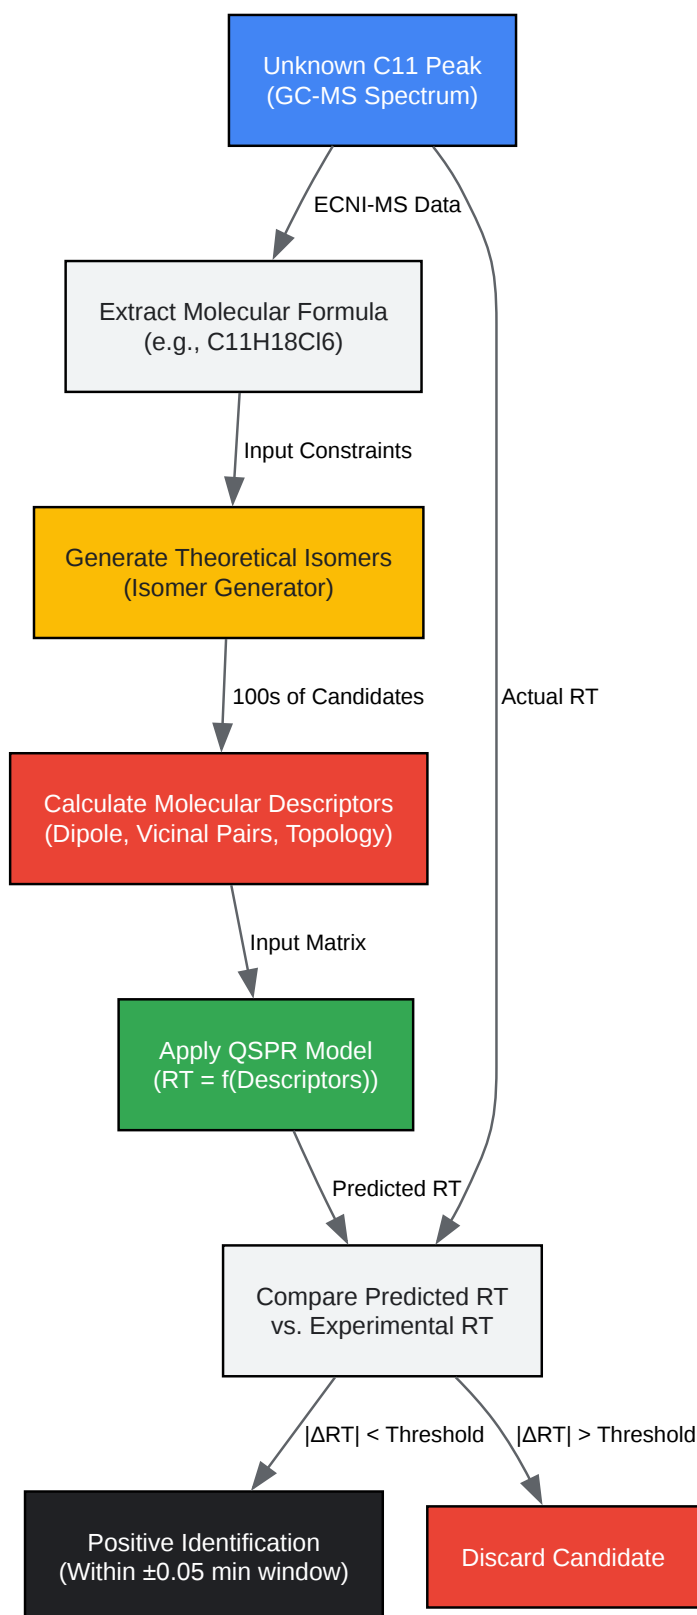 Unknown C11 Peak
(GC-MS Spectrum)
ECNI-MS Data
Extract Molecular Formula
(e.g., C11H18Cl6)
Input Constraints
Generate Theoretical Isomers
(Isomer Generator)
100s of Candidates
Actual RT
Calculate Molecular Descriptors
(Dipole, Vicinal Pairs, Topology)
Input Matrix
Apply QSPR Model
(RT = f(Descriptors))
Predicted RT
Compare Predicted RT
vs. Experimental RT
|ΔRT| < Threshold
|ΔRT| > Threshold
Positive Identification
(Within ±0.05 min window)
Discard Candidate